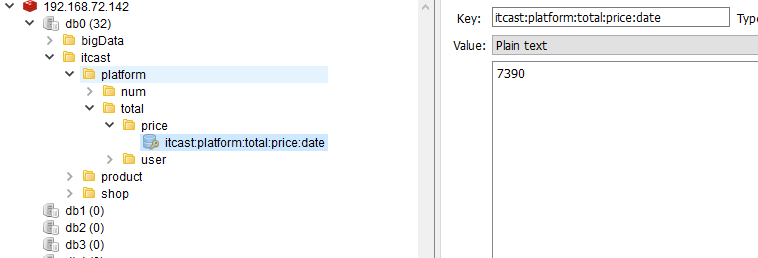 192.168.72.142
db0 (32)
bigData
itcast
platform
num
total
price
itcast:platform:total:price:date
user
product
shop
db1 (0)
db2 (0)
db3 (0)
Key: itcast:platform:total:price:date Type
Value: Plain text
7390